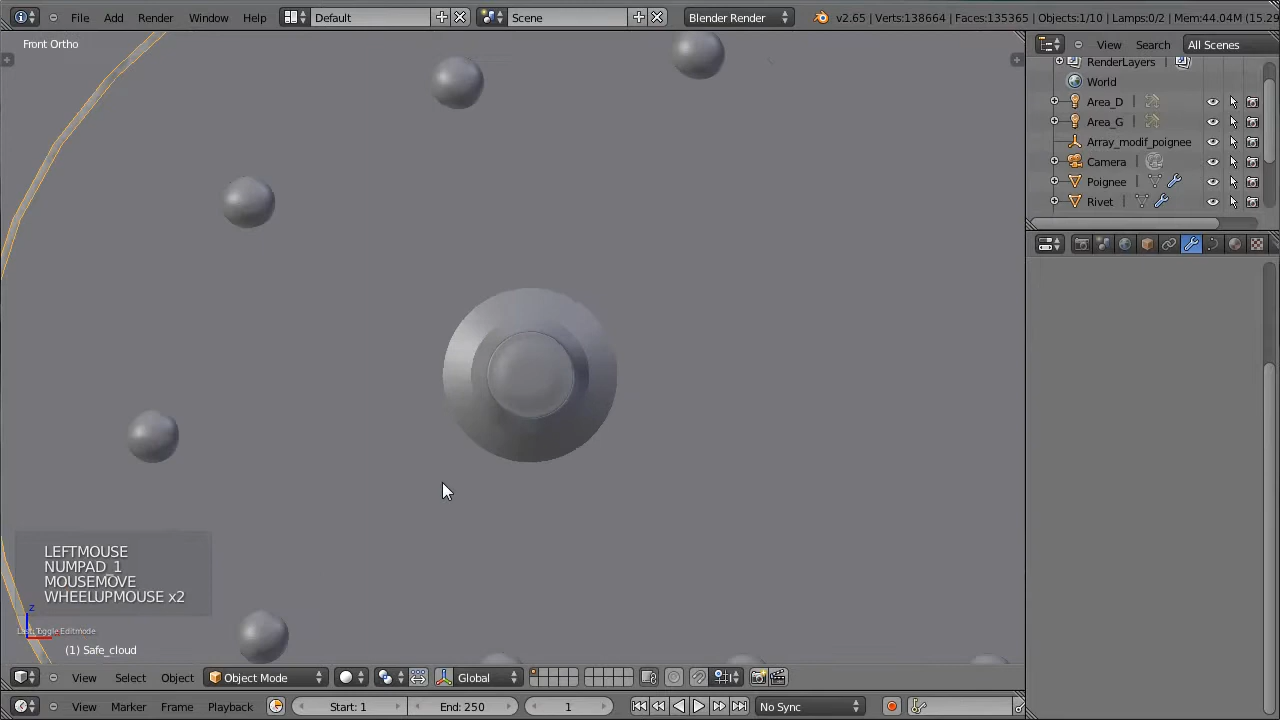 File Add Render Window Help Default Scene Blender Render v2.65 | Verts:138664 | Faces:135365 | Objects:1/10 | Lamps:0/2 | Mem:44.04M (15.29
Front Ortho
View Search All Scenes
RenderLayers |
World
Area_D |
Area_G |
Array_modif_poignee
Camera |
Poignee |
Rivet |
LEFTMOUSE
NUMPAD_1
MOUSEMOVE
WHEELUPMOUSE x2
z
Toggle Editmode
(1) Safe_cloud
View Select Object Object Mode Global
View Marker Frame Playback Start: 1 End: 250 1 No Sync